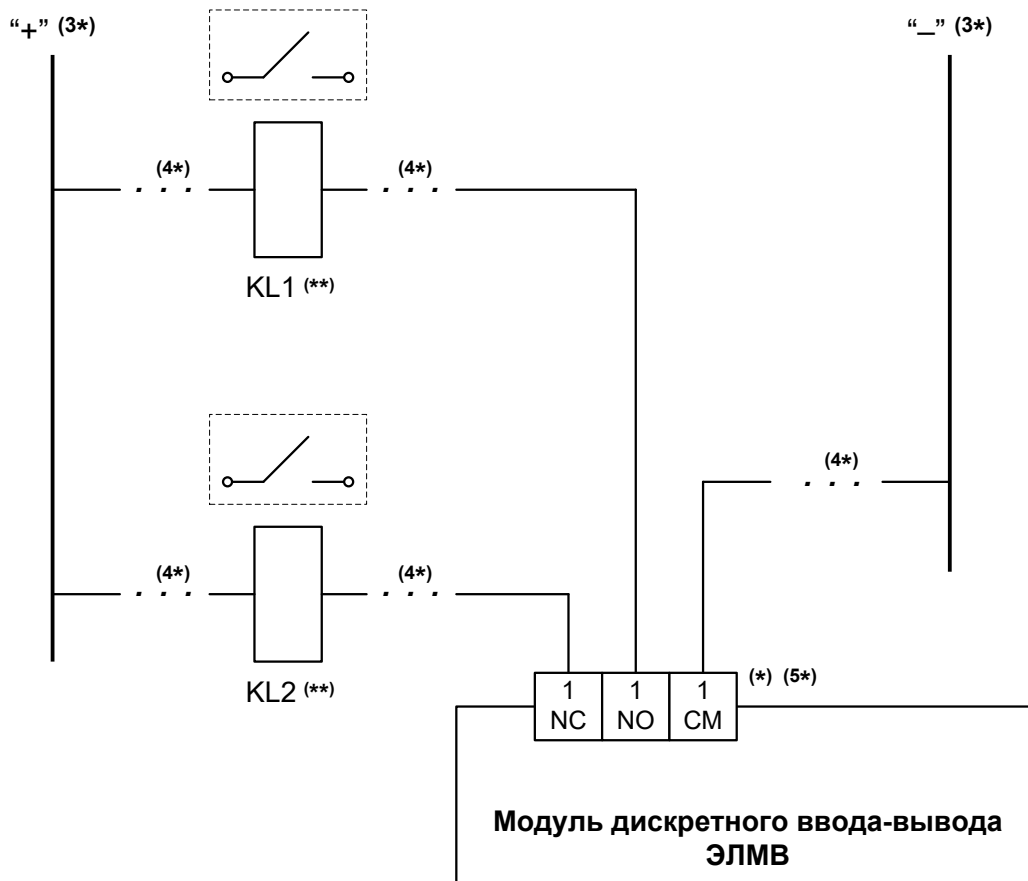 “+” (3*) “–” (3*)
(4*) (4*)
. . . . . .
KL1 (**)
(4*)
. . .
(4*) (4*)
. . . . . .
KL2 (**)
1 1 1 (*) (5*)
NC NO CM
Модуль дискретного ввода-вывода
ЭЛМВ